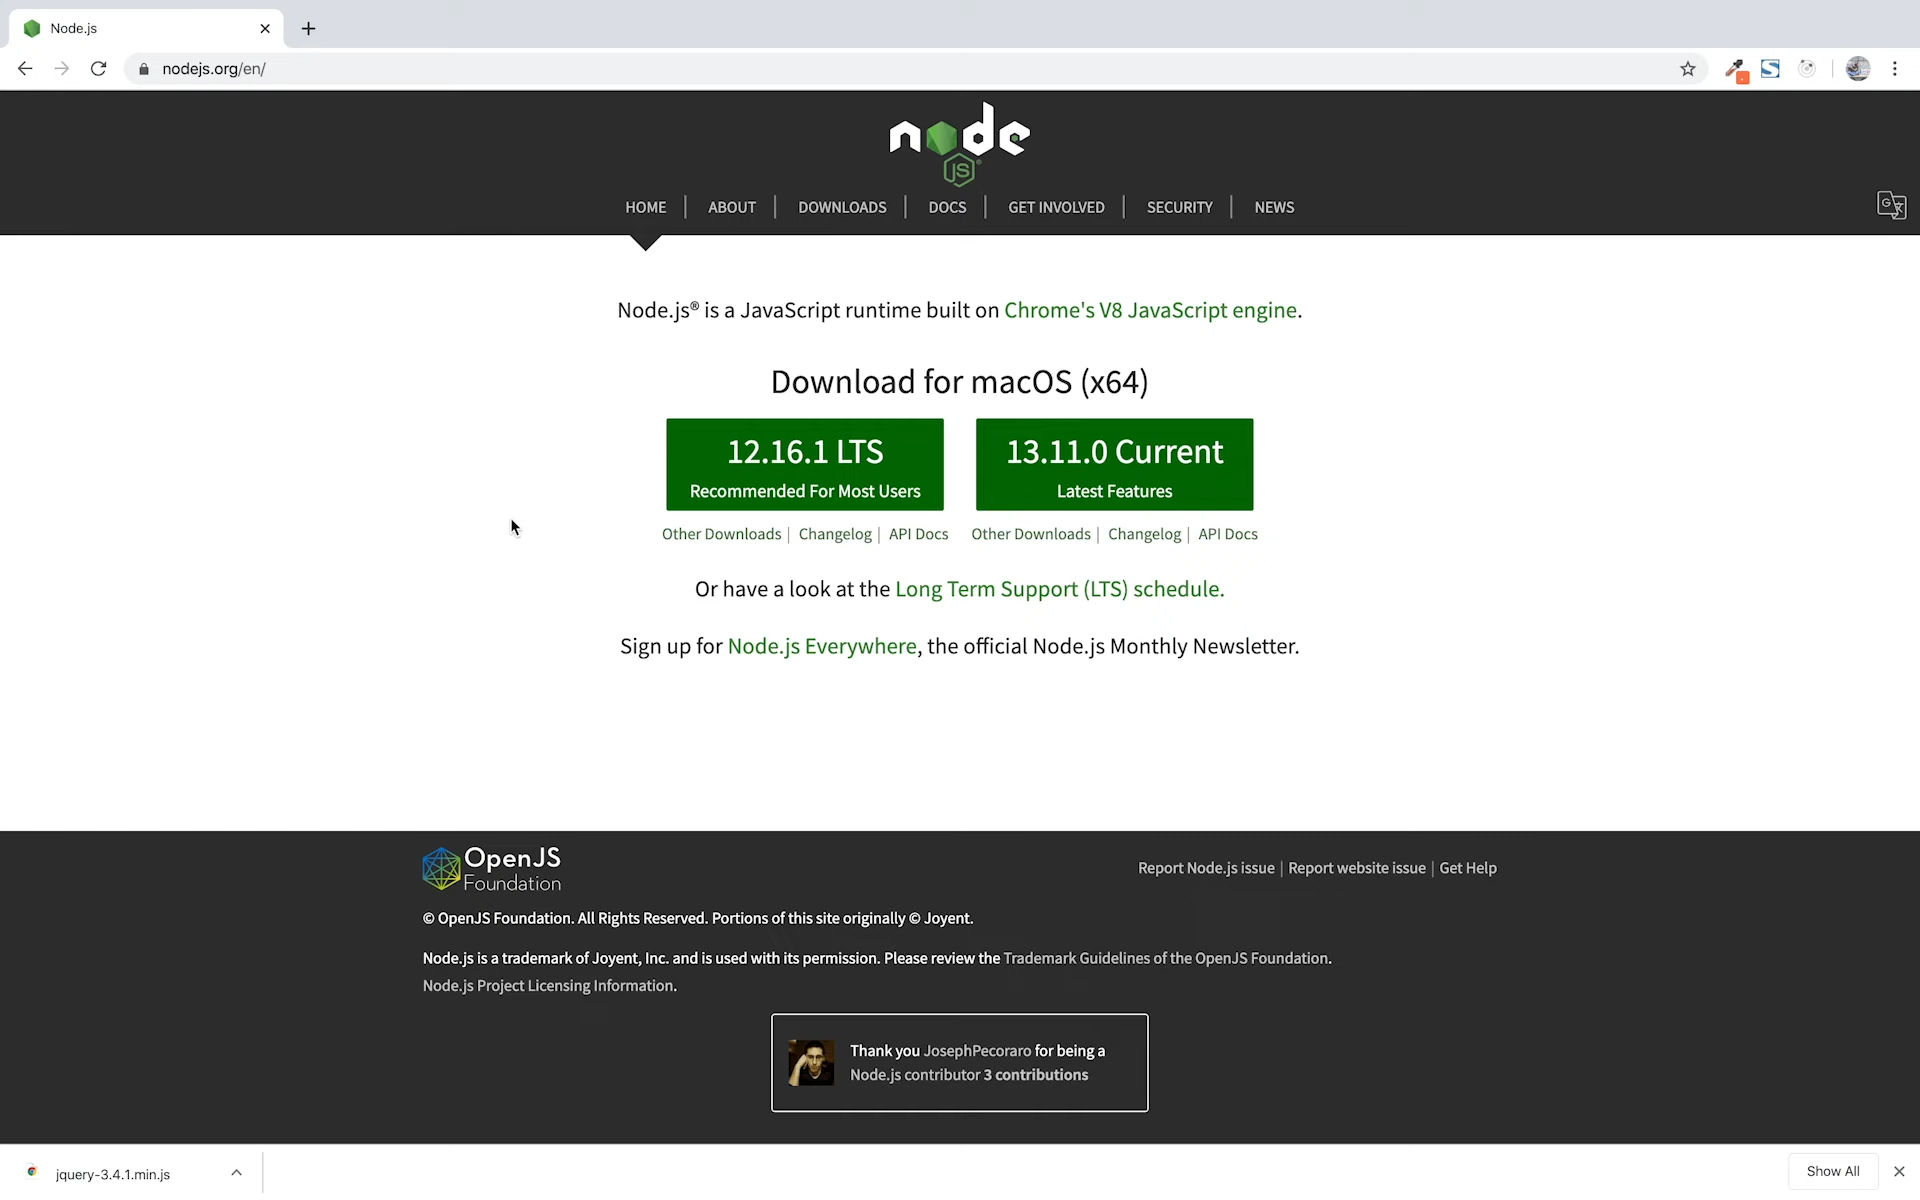 Node.js
nodejs.org/en/
node
JS
HOME | ABOUT | DOWNLOADS | DOCS | GET INVOLVED | SECURITY | NEWS
Node.js® is a JavaScript runtime built on Chrome's V8 JavaScript engine.
Download for macOS (x64)
12.16.1 LTS
Recommended For Most Users
13.11.0 Current
Latest Features
Other Downloads | Changelog | API Docs
Other Downloads | Changelog | API Docs
Or have a look at the Long Term Support (LTS) schedule.
Sign up for Node.js Everywhere, the official Node.js Monthly Newsletter.
OpenJS
Foundation
Report Node.js issue | Report website issue | Get Help
© OpenJS Foundation. All Rights Reserved. Portions of this site originally © Joyent.
Node.js is a trademark of Joyent, Inc. and is used with its permission. Please review the Trademark Guidelines of the OpenJS Foundation.
Node.js Project Licensing Information.
Thank you JosephPecoraro for being a
Node.js contributor 3 contributions
jquery-3.4.1.min.js
Show All